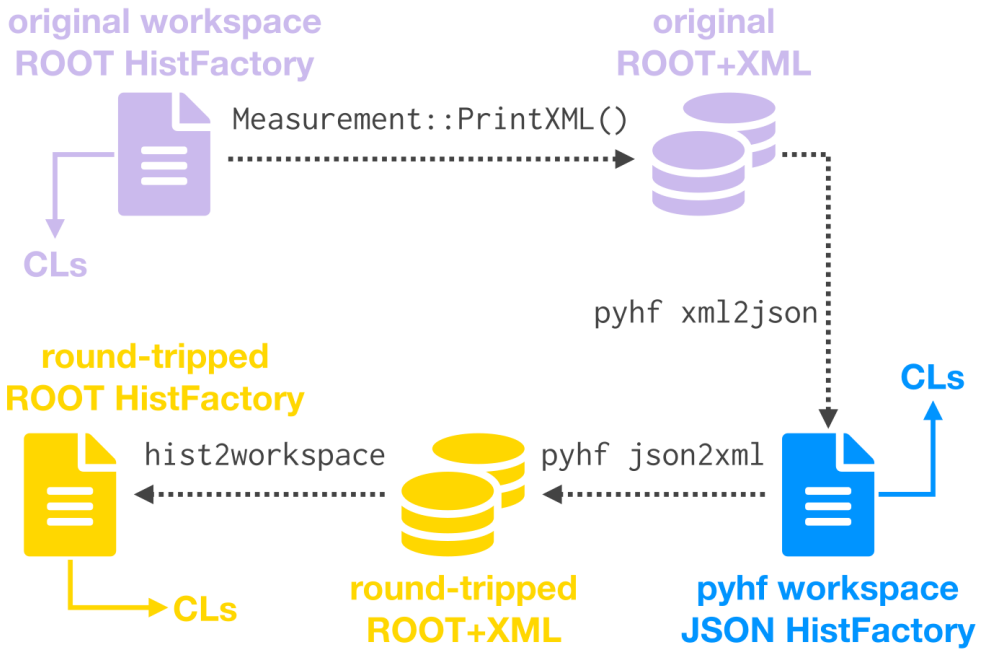 original workspace
ROOT HistFactory
original
ROOT+XML
Measurement::PrintXML()
CLs
pyhf xml2json
round-tripped
ROOT HistFactory
CLs
hist2workspace
pyhf json2xml
CLs
round-tripped
ROOT+XML
pyhf workspace
JSON HistFactory